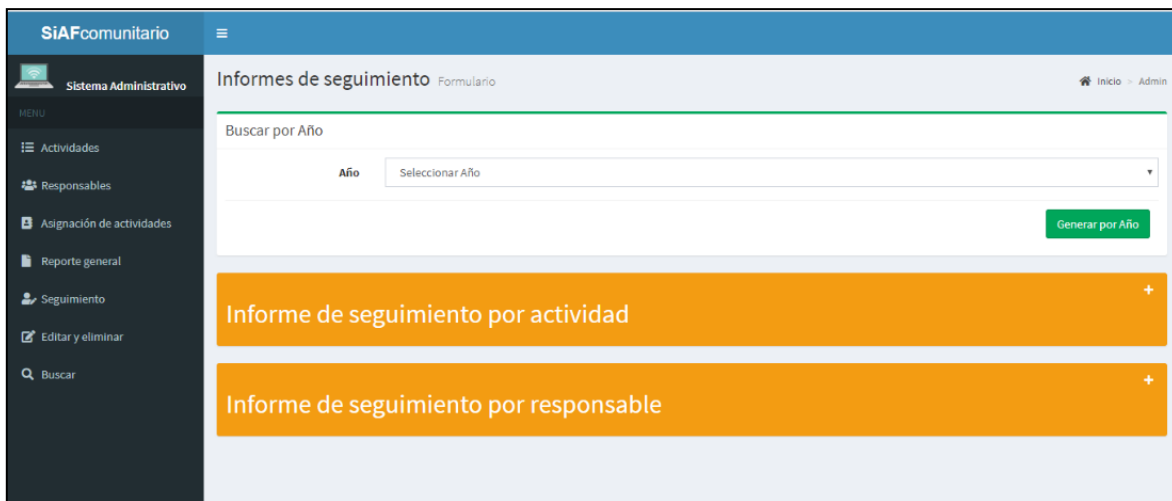 SiAFcomunitario
Sistema Administrativo
MENU
Actividades
Responsables
Asignación de actividades
Reporte general
Seguimiento
Editar y eliminar
Buscar
Informes de seguimiento Formulario
Inicio > Admin
Buscar por Año
Año
Seleccionar Año
Generar por Año
Informe de seguimiento por actividad
+
Informe de seguimiento por responsable
+